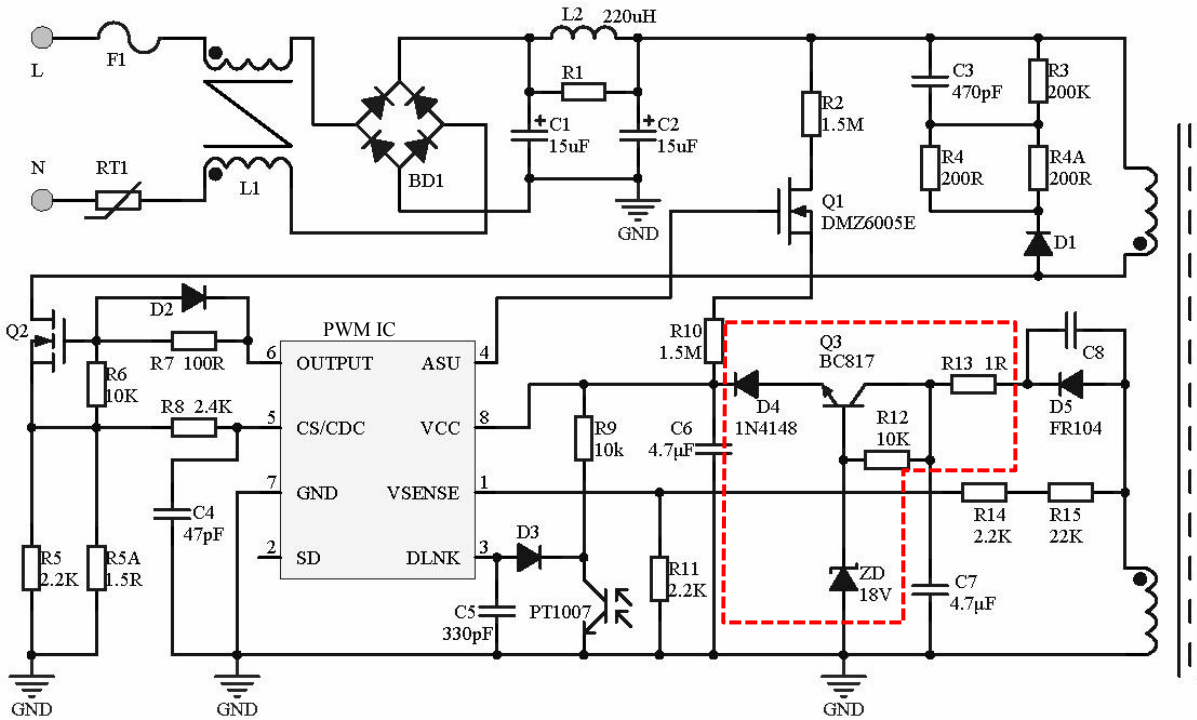 L2
220uH
L
F1
R1
C1
15uF
C2
15uF
R2
1.5M
C3
470pF
R3
200K
N
RT1
L1
BD1
R4
200R
R4A
200R
Q1
DMZ6005E
GND
D1
D2
Q2
PWM IC
R7 100R
R10
1.5M
Q3
BC817
C8
6
OUTPUT
ASU
4
R6
10K
R13 1R
R8 2.4K
5
CS/CDC
VCC
8
D4
1N4148
D5
FR104
R9
10k
C6
4.7μF
R12
10K
7
GND
VSENSE
1
C4
47pF
R14
2.2K
R15
22K
2
SD
DLNK
3
D3
R5
2.2K
R5A
1.5R
R11
2.2K
ZD
18V
C7
4.7μF
C5
330pF
PT1007
GND
GND
GND